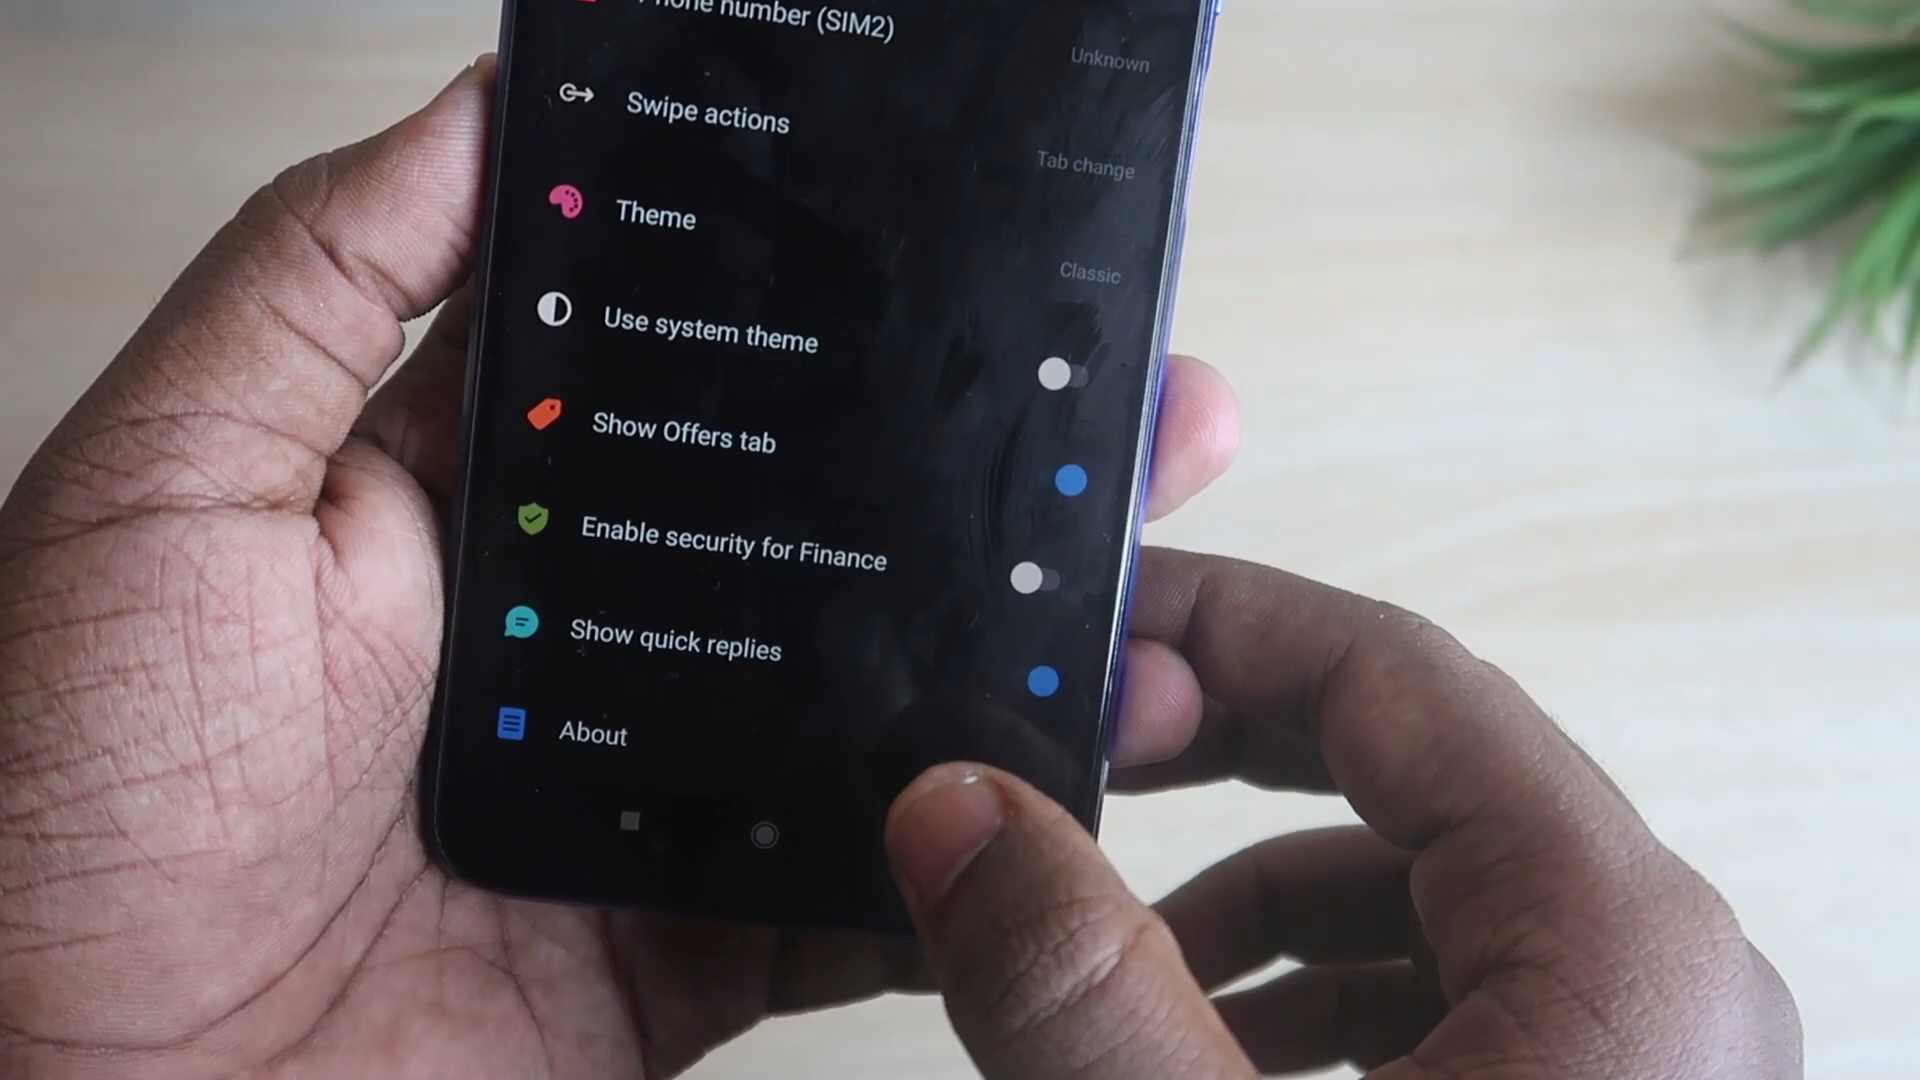 Phone number (SIM2)
Unknown
Swipe actions
Tab change
Theme
Classic
Use system theme
Show Offers tab
Enable security for Finance
Show quick replies
About